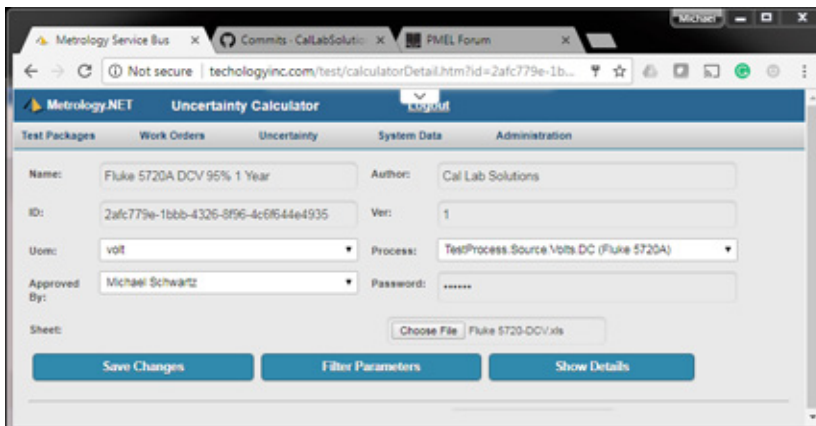 Michael
Metrology Service Bus
Commits · CalLabSolutio
PMEL Forum
Not secure | techologyinc.com/test/calculatorDetail.htm?id=2afc779e-1b...
Metrology.NET Uncertainty Calculator Logout
Test Packages Work Orders Uncertainty System Data Administration
Name: Fluke 5720A DCV 95% 1 Year Author: Cal Lab Solutions
ID: 2afc779e-1bbb-4326-8f96-4c6f644e4935 Ver: 1
Uom: volt Process: TestProcess.Source.Volts.DC (Fluke 5720A)
Approved By: Michael Schwartz Password: ••••••
Sheet: Choose File Fluke 5720-DCV.xls
Save Changes Filter Parameters Show Details